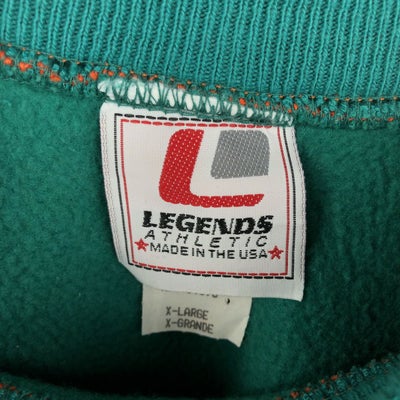 LEGENDS
ATHLETIC
MADE IN THE USA
X-LARGE
X-GRANDE